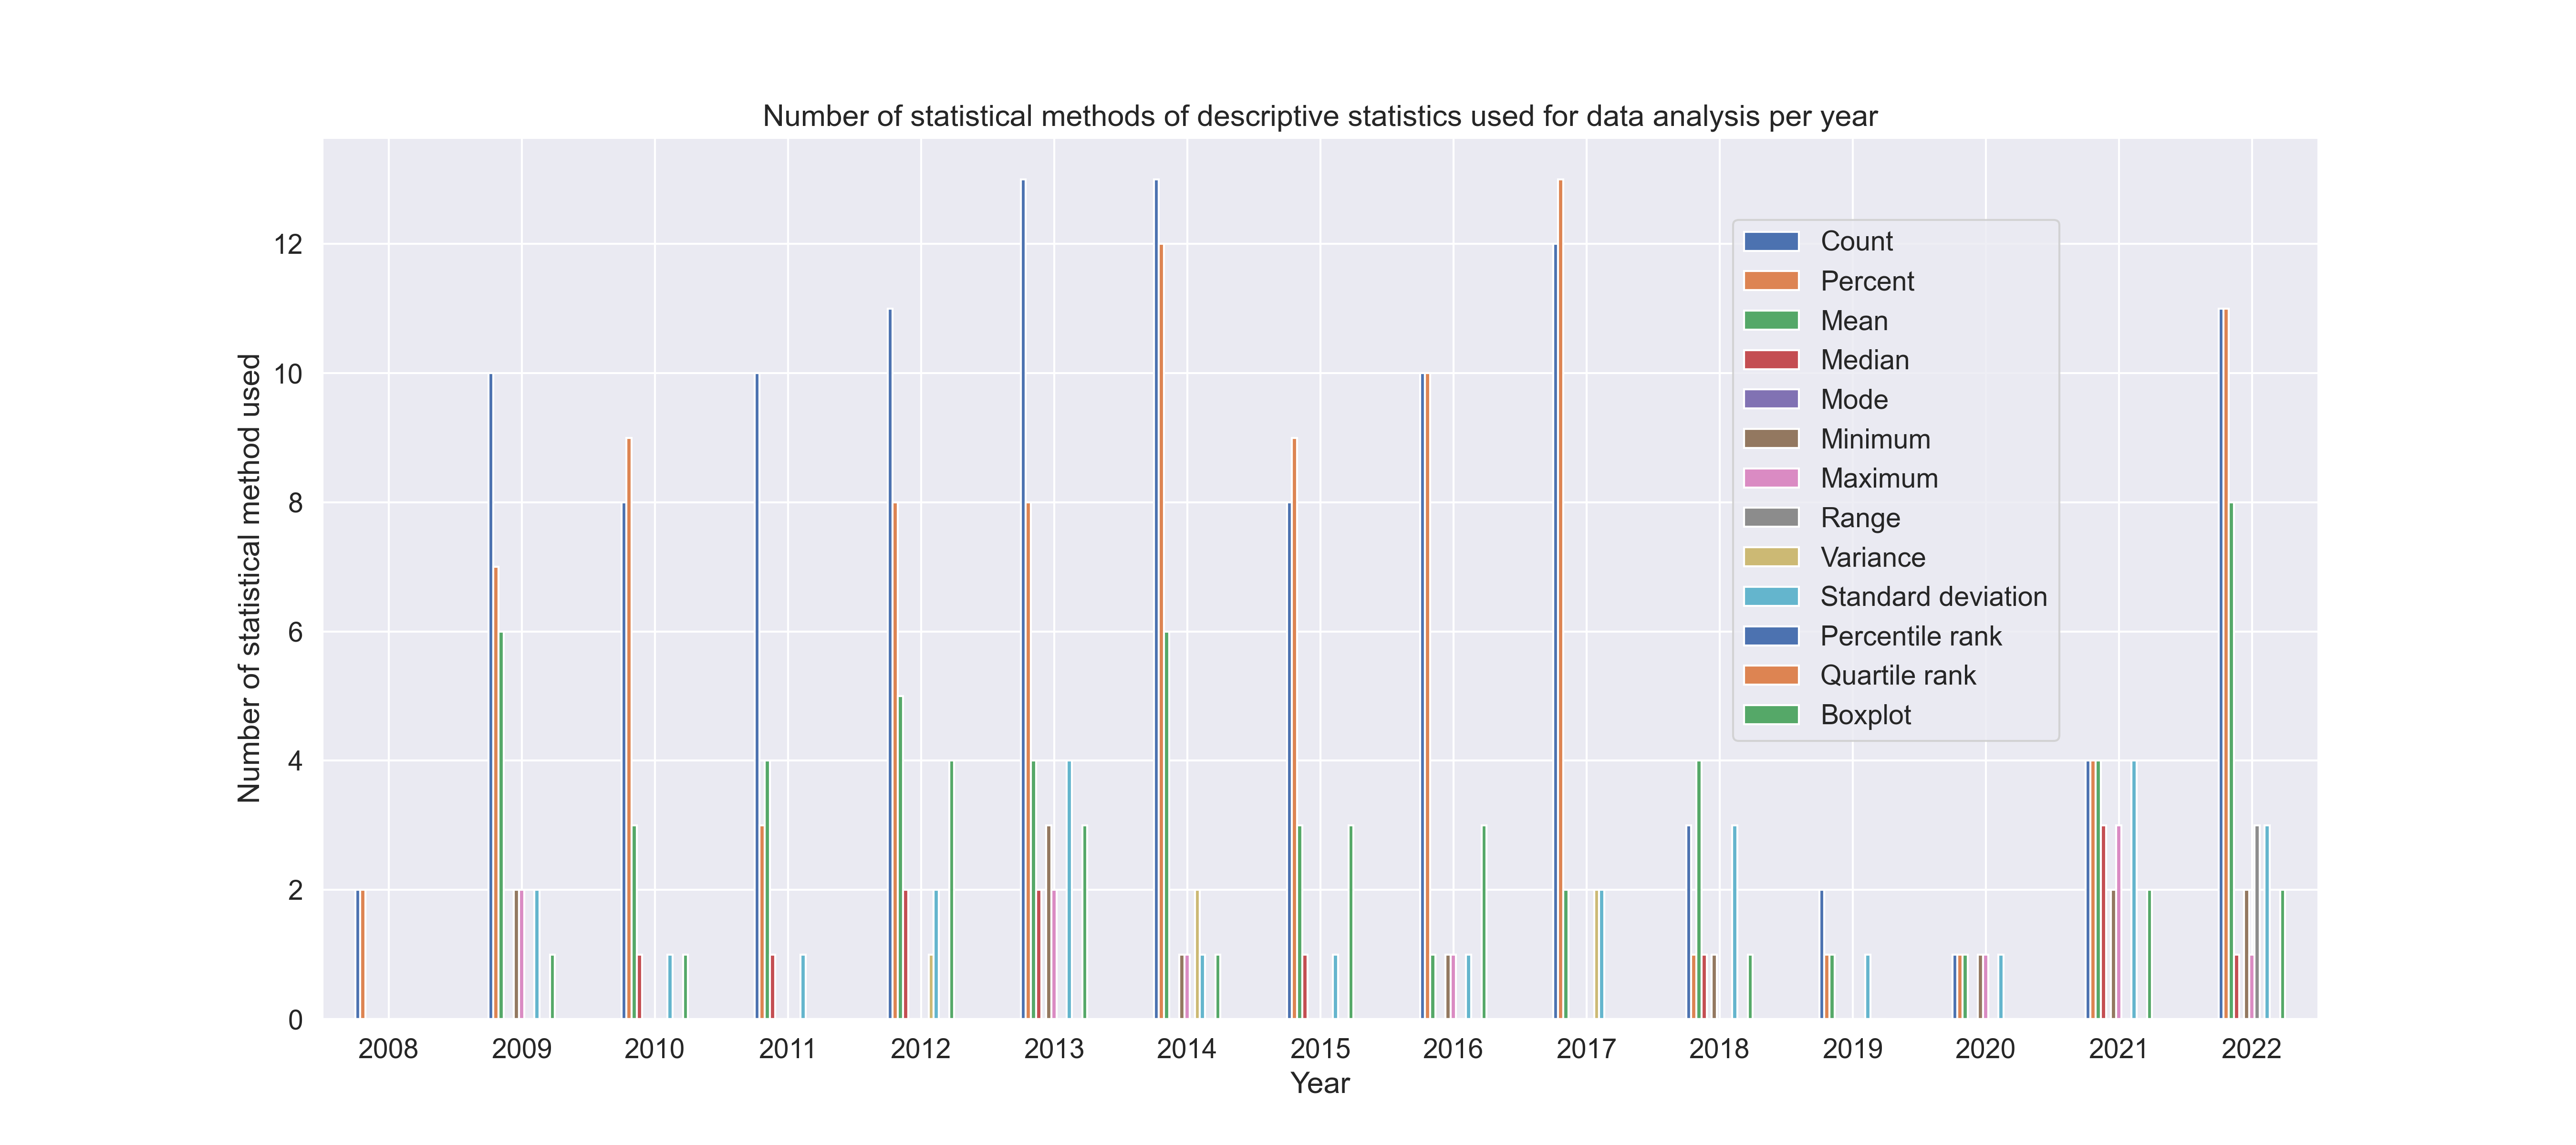 Number of statistical methods of descriptive statistics used for data analysis per year
Number of statistical method used
12
10
8
6
4
2
0
Count
Percent
Mean
Median
Mode
Minimum
Maximum
Range
Variance
Standard deviation
Percentile rank
Quartile rank
Boxplot
2008 2009 2010 2011 2012 2013 2014 2015 2016 2017 2018 2019 2020 2021 2022
Year